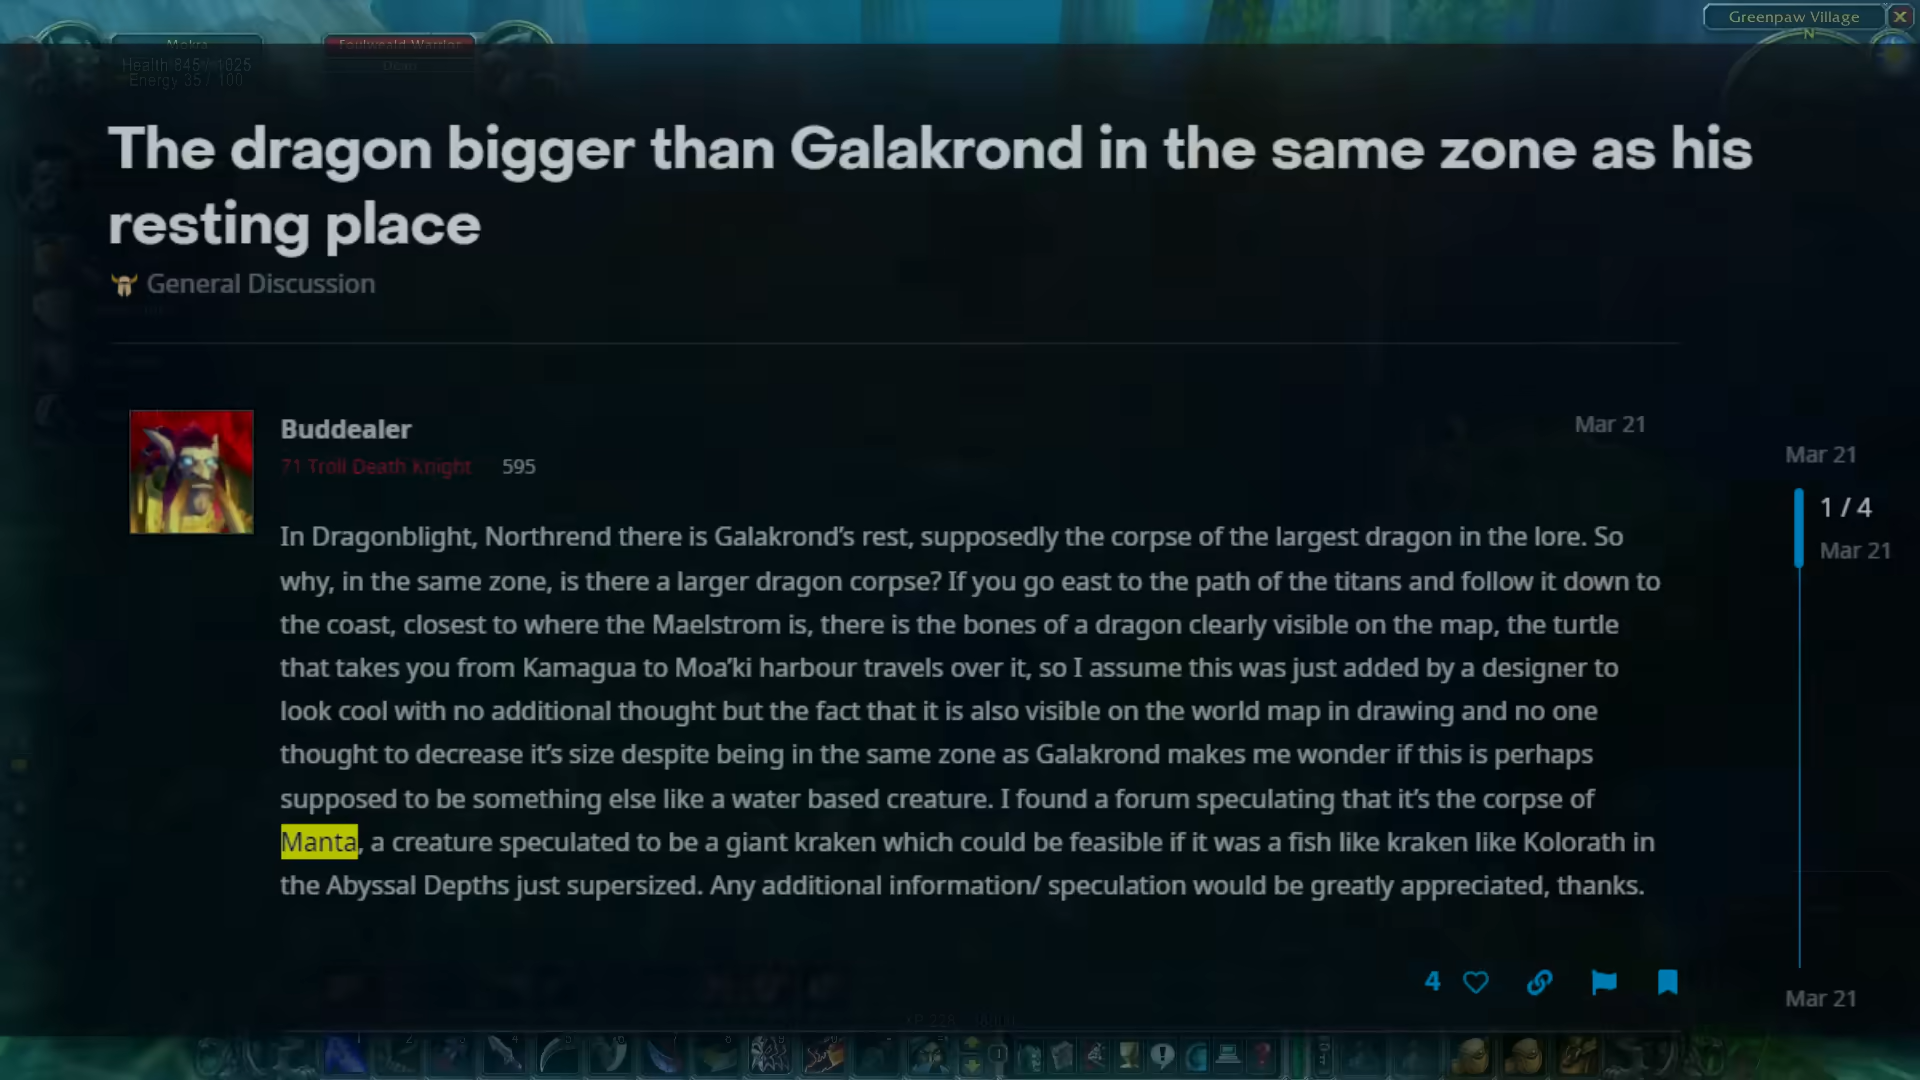 Greenpaw Village
N
Mokra
Foulweald Warrior
Health 845 / 1025
Dead
Energy 35 / 100
The dragon bigger than Galakrond in the same zone as his
resting place
General Discussion
Buddealer
Mar 21
71 Troll Death Knight 595
Mar 21
1 / 4
Mar 21
In Dragonblight, Northrend there is Galakrond’s rest, supposedly the corpse of the largest dragon in the lore. So
why, in the same zone, is there a larger dragon corpse? If you go east to the path of the titans and follow it down to
the coast, closest to where the Maelstrom is, there is the bones of a dragon clearly visible on the map, the turtle
that takes you from Kamagua to Moa’ki harbour travels over it, so I assume this was just added by a designer to
look cool with no additional thought but the fact that it is also visible on the world map in drawing and no one
thought to decrease it’s size despite being in the same zone as Galakrond makes me wonder if this is perhaps
supposed to be something else like a water based creature. I found a forum speculating that it’s the corpse of
Manta, a creature speculated to be a giant kraken which could be feasible if it was a fish like kraken like Kolorath in
the Abyssal Depths just supersized. Any additional information/ speculation would be greatly appreciated, thanks.
4
Mar 21